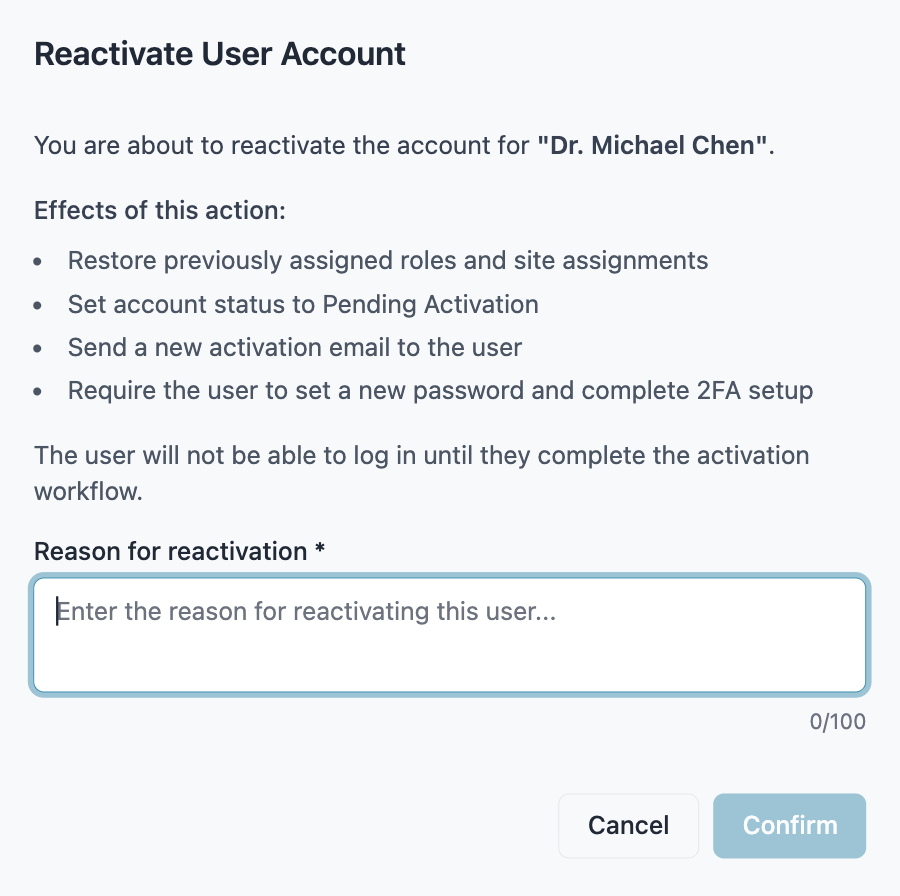 Reactivate User Account
You are about to reactivate the account for "Dr. Michael Chen".
Effects of this action:
• Restore previously assigned roles and site assignments
• Set account status to Pending Activation
• Send a new activation email to the user
• Require the user to set a new password and complete 2FA setup
The user will not be able to log in until they complete the activation
workflow.
Reason for reactivation *
Enter the reason for reactivating this user...
0/100
Cancel Confirm